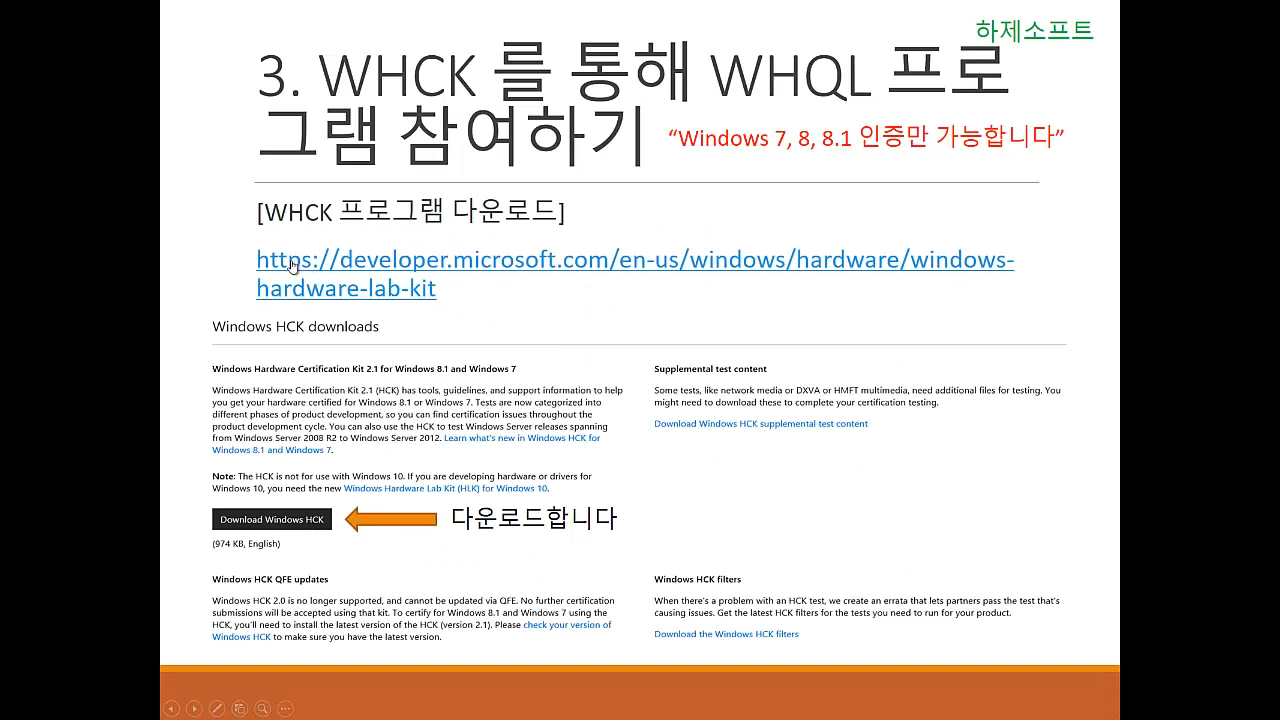 하제소프트
3. WHCK 를 통해 WHQL 프로
그램 참여하기 “Windows 7, 8, 8.1 인증만 가능합니다”
[WHCK 프로그램 다운로드]
https://developer.microsoft.com/en-us/windows/hardware/windows-
hardware-lab-kit
Windows HCK downloads
Windows Hardware Certification Kit 2.1 for Windows 8.1 and Windows 7
Windows Hardware Certification Kit 2.1 (HCK) has tools, guidelines, and support information to help
you get your hardware certified for Windows 8.1 or Windows 7. Tests are now categorized into
different phases of product development, so you can find certification issues throughout the
product development cycle. You can also use the HCK to test Windows Server releases spanning
from Windows Server 2008 R2 to Windows Server 2012. Learn what's new in Windows HCK for
Windows 8.1 and Windows 7.
Note: The HCK is not for use with Windows 10. If you are developing hardware or drivers for
Windows 10, you need the new Windows Hardware Lab Kit (HLK) for Windows 10.
Download Windows HCK 다운로드합니다
(974 KB, English)
Supplemental test content
Some tests, like network media or DXVA or HMFT multimedia, need additional files for testing. You
might need to download these to complete your certification testing.
Download Windows HCK supplemental test content
Windows HCK QFE updates
Windows HCK 2.0 is no longer supported, and cannot be updated via QFE. No further certification
submissions will be accepted using that kit. To certify for Windows 8.1 and Windows 7 using the
HCK, you'll need to install the latest version of the HCK (version 2.1). Please check your version of
Windows HCK to make sure you have the latest version.
Windows HCK filters
When there's a problem with an HCK test, we create an errata that lets partners pass the test that's
causing issues. Get the latest HCK filters for the tests you need to run for your product.
Download the Windows HCK filters